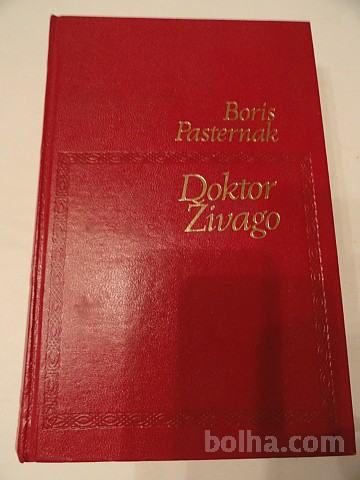 Boris
Pasternak
Doktor
Živago
bolha.com